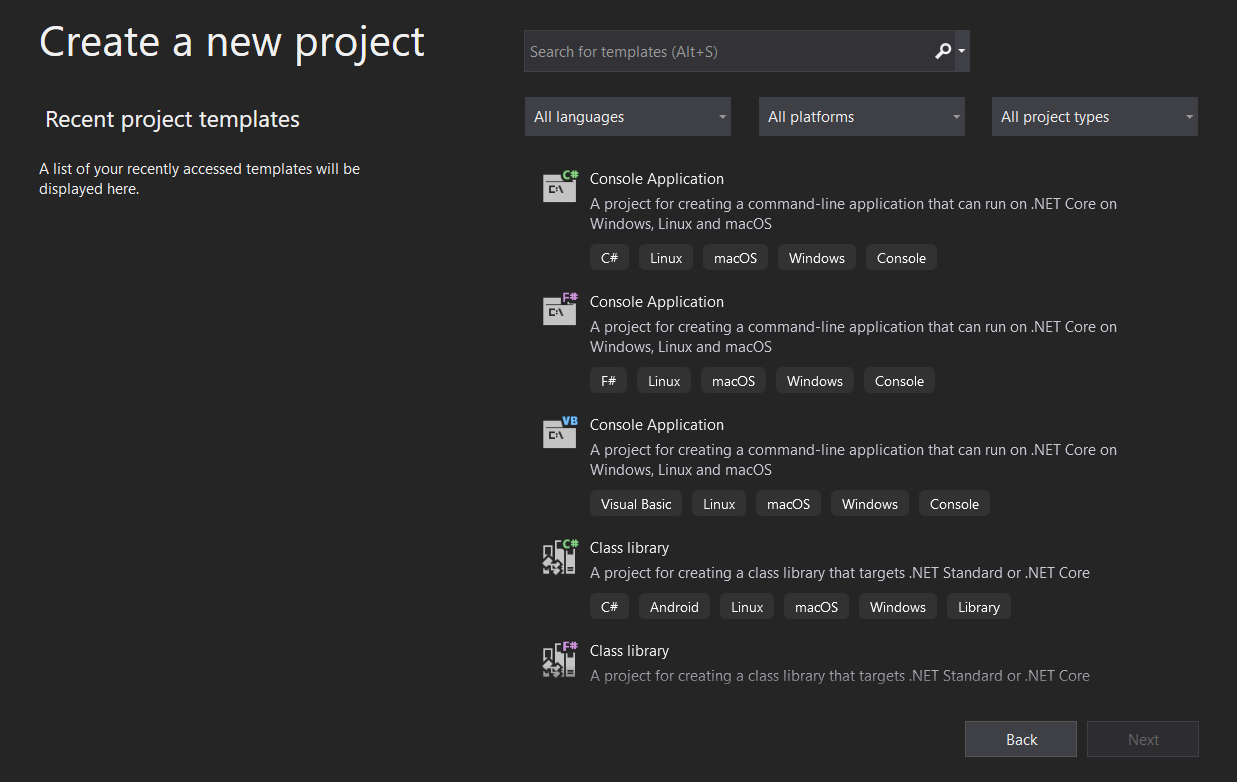 Create a new project
Search for templates (Alt+S)
Recent project templates
All languages
All platforms
All project types
A list of your recently accessed templates will be
displayed here.
C#
C:\
Console Application
A project for creating a command-line application that can run on .NET Core on
Windows, Linux and macOS
C# Linux macOS Windows Console
F#
C:\
Console Application
A project for creating a command-line application that can run on .NET Core on
Windows, Linux and macOS
F# Linux macOS Windows Console
VB
C:\
Console Application
A project for creating a command-line application that can run on .NET Core on
Windows, Linux and macOS
Visual Basic Linux macOS Windows Console
C#
Class library
A project for creating a class library that targets .NET Standard or .NET Core
C# Android Linux macOS Windows Library
F#
Class library
A project for creating a class library that targets .NET Standard or .NET Core
Back
Next